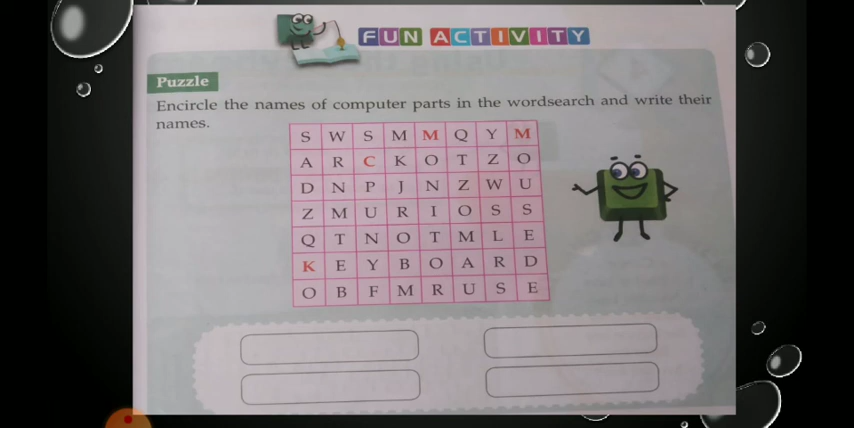 FUN ACTIVITY
Puzzle
Encircle the names of computer parts in the wordsearch and write their
names.
S W S M M Q Y M
A R C K O T Z O
D N P J N Z W U
Z M U R I O S S
Q T N O T M L E
K E Y B O A R D
O B F M R U S E